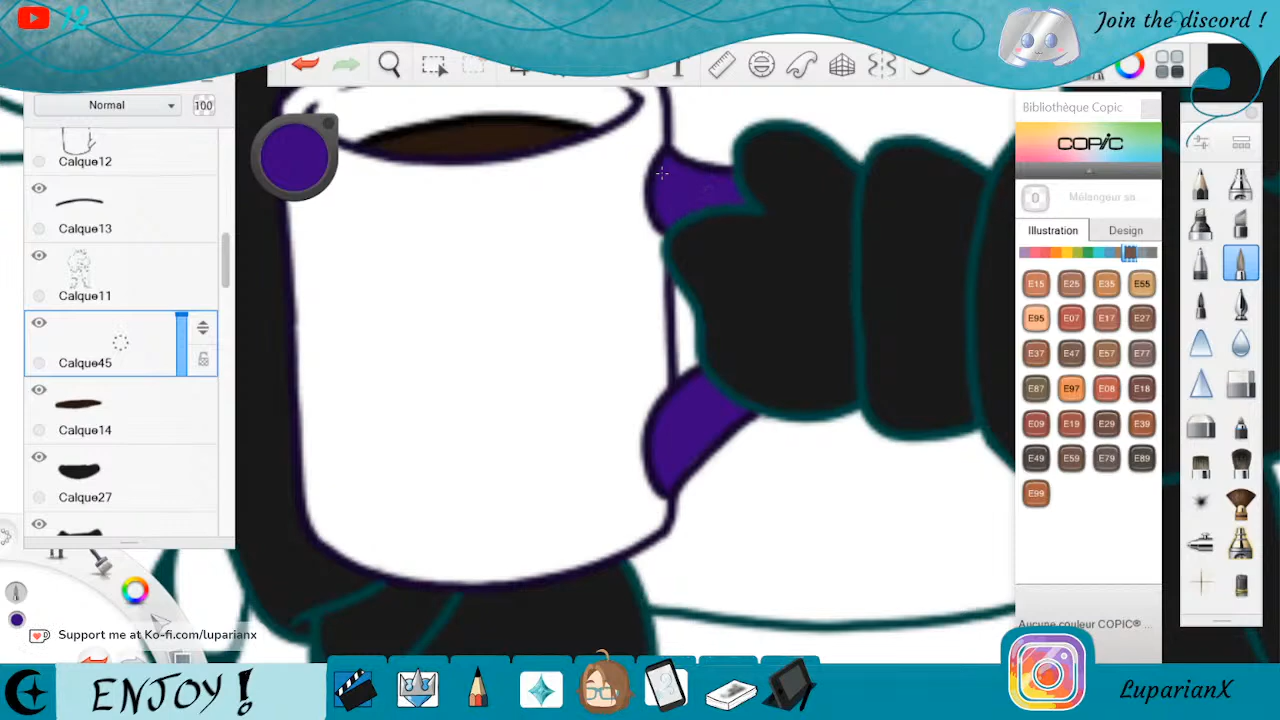 12
Join the discord !
Normal
100
Calque12
Calque13
Calque11
Calque45
Calque14
Calque27
T
Bibliothèque Copic
COPIC
0
Mélangeur sa ...
Illustration
Design
E15 E25 E35 E55
E95 E07 E17 E27
E37 E47 E57 E77
E87 E97 E08 E18
E09 E19 E29 E39
E49 E59 E79 E89
E99
Aucune couleur COPIC® ...
Support me at Ko-fi.com/luparianx
ENJOY !
LuparianX